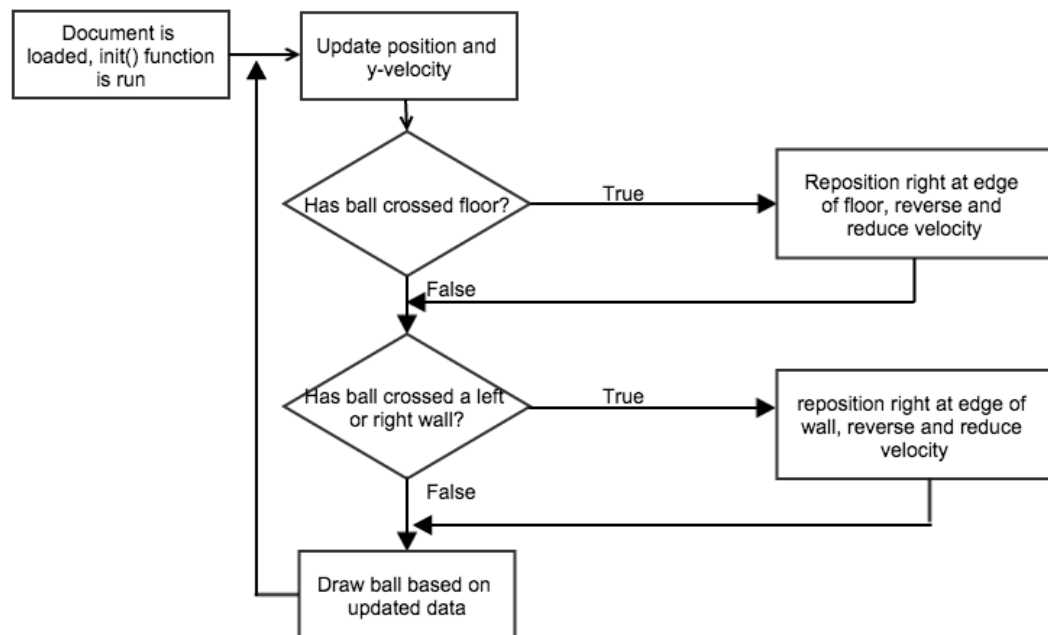 Document is
loaded, init() function
is run
Update position and
y-velocity
Has ball crossed floor?
True
Reposition right at edge
of floor, reverse and
reduce velocity
False
Has ball crossed a left
or right wall?
True
reposition right at edge of
wall, reverse and reduce
velocity
False
Draw ball based on
updated data